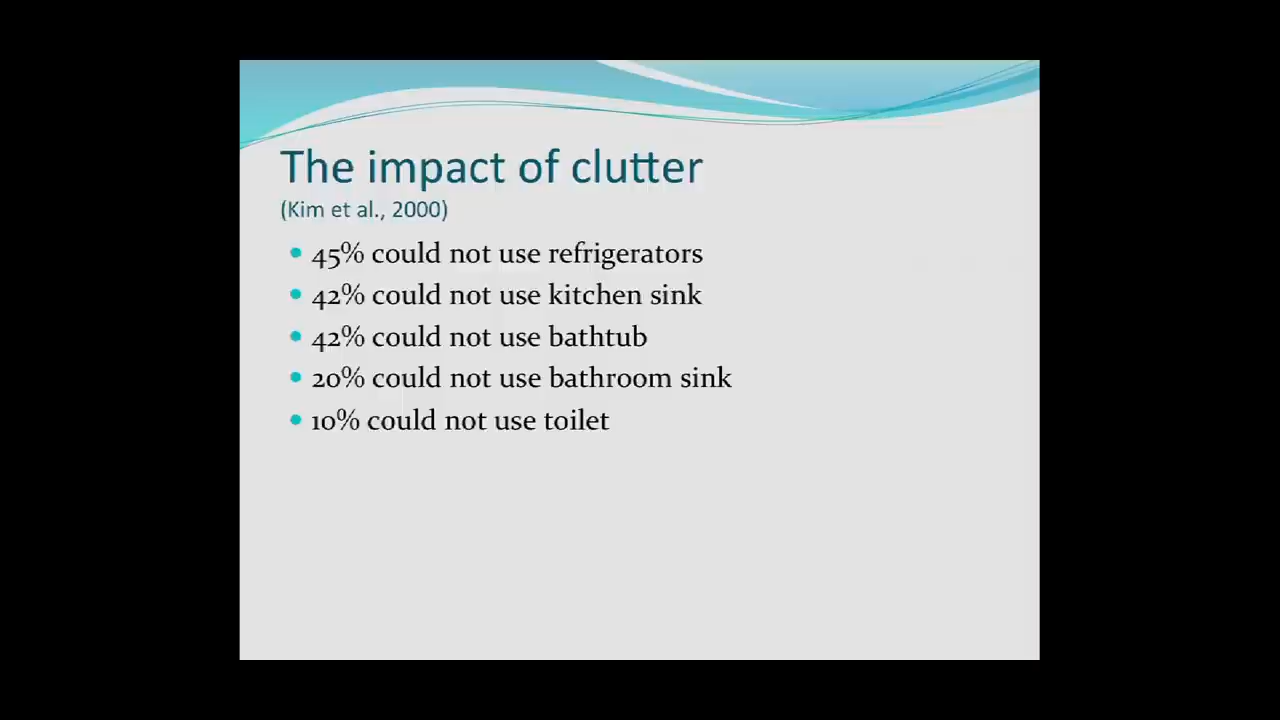 The impact of clutter
(Kim et al., 2000)
• 45% could not use refrigerators
• 42% could not use kitchen sink
• 42% could not use bathtub
• 20% could not use bathroom sink
• 10% could not use toilet